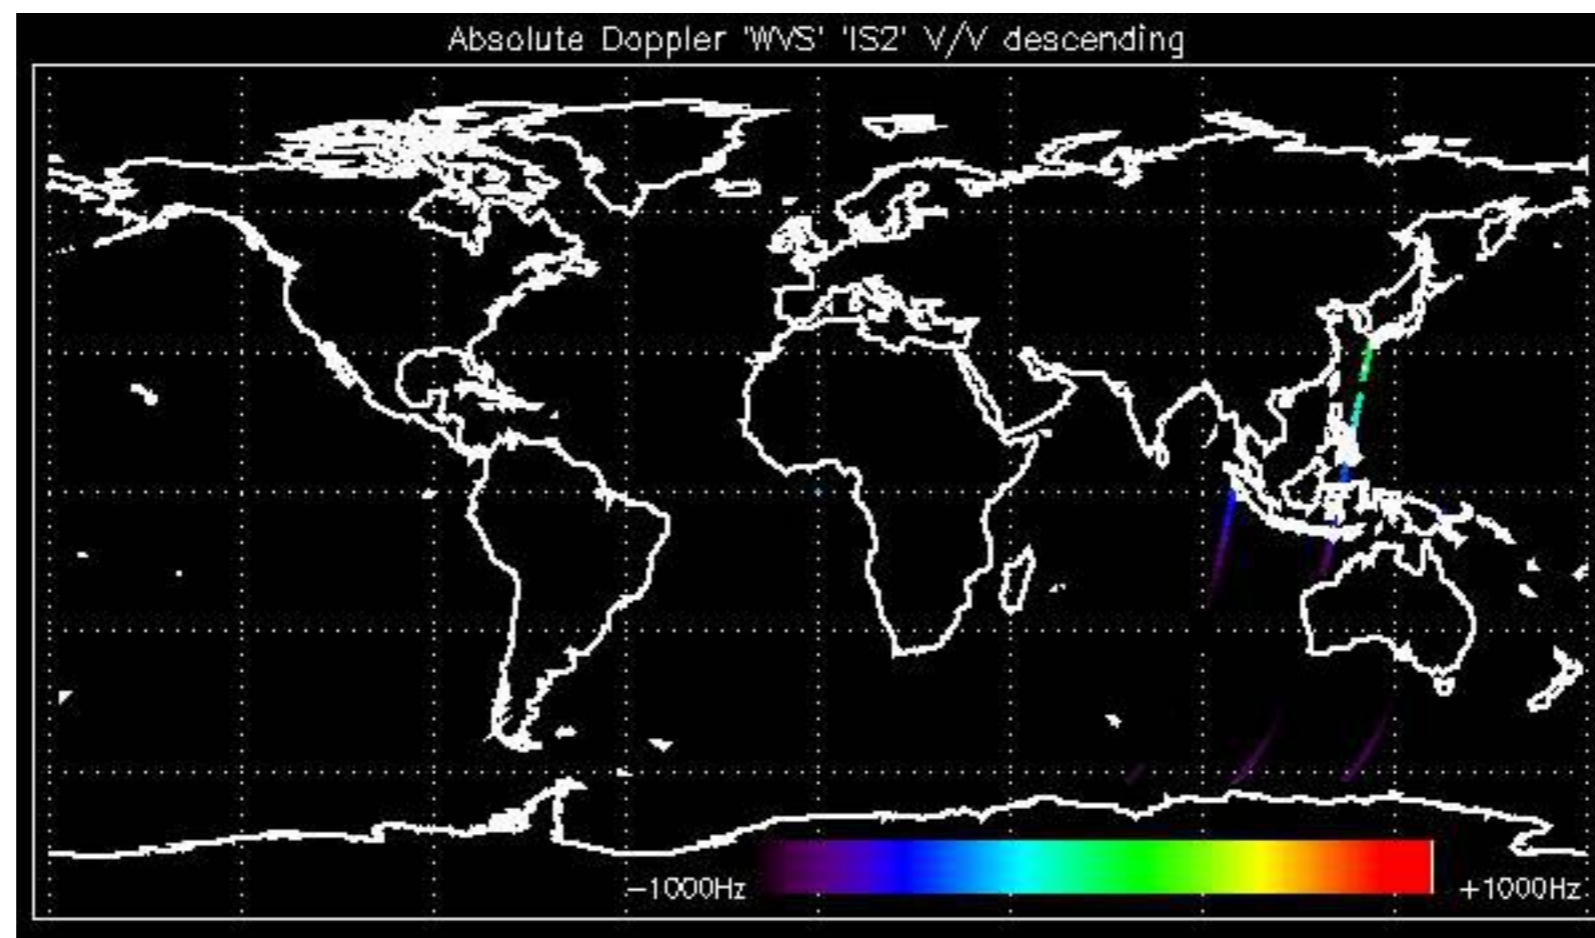 Absolute Doppler 'WVS' 'IS2' V/V descending
−1000Hz
+1000Hz